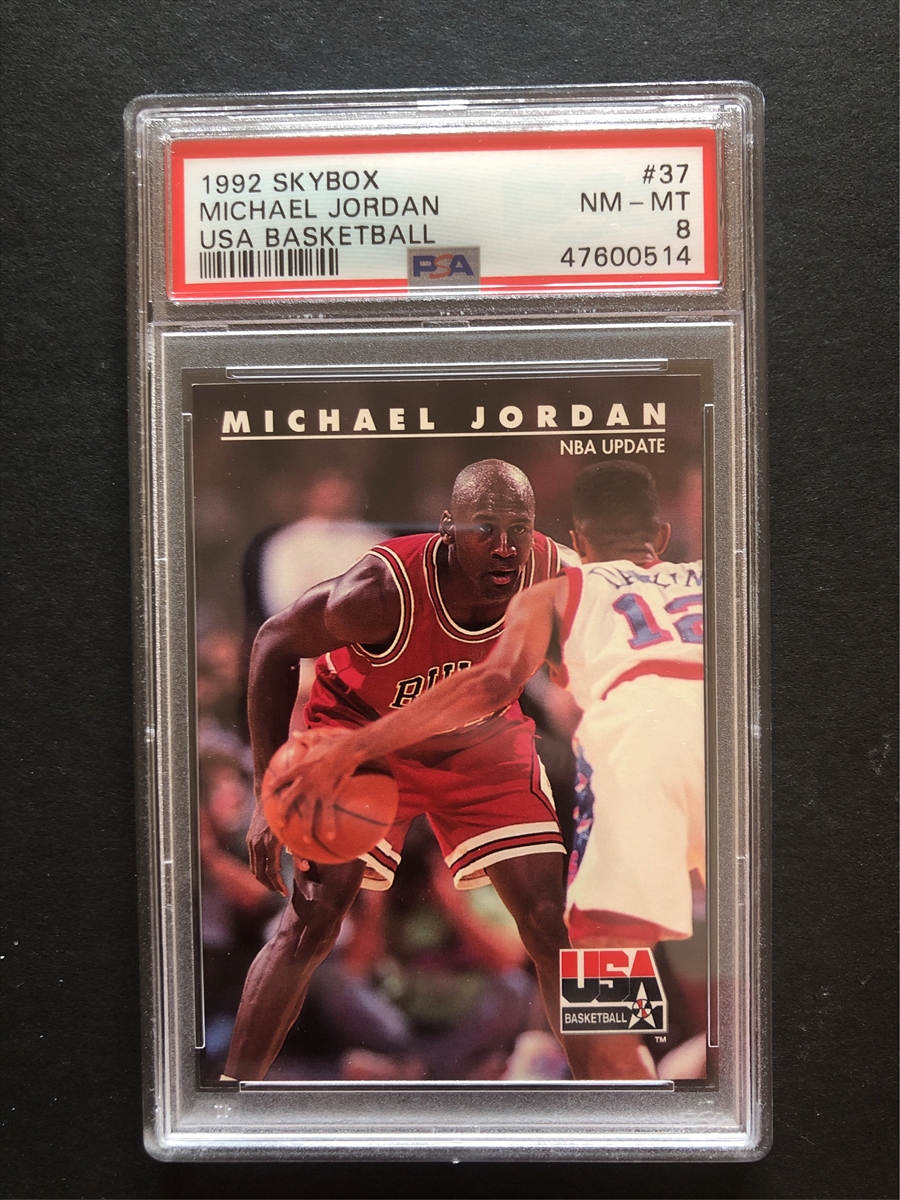 1992 SKYBOX #37
MICHAEL JORDAN NM – MT
USA BASKETBALL 8
PSA 47600514
MICHAEL JORDAN
NBA UPDATE
12
USA
BASKETBALL
TM